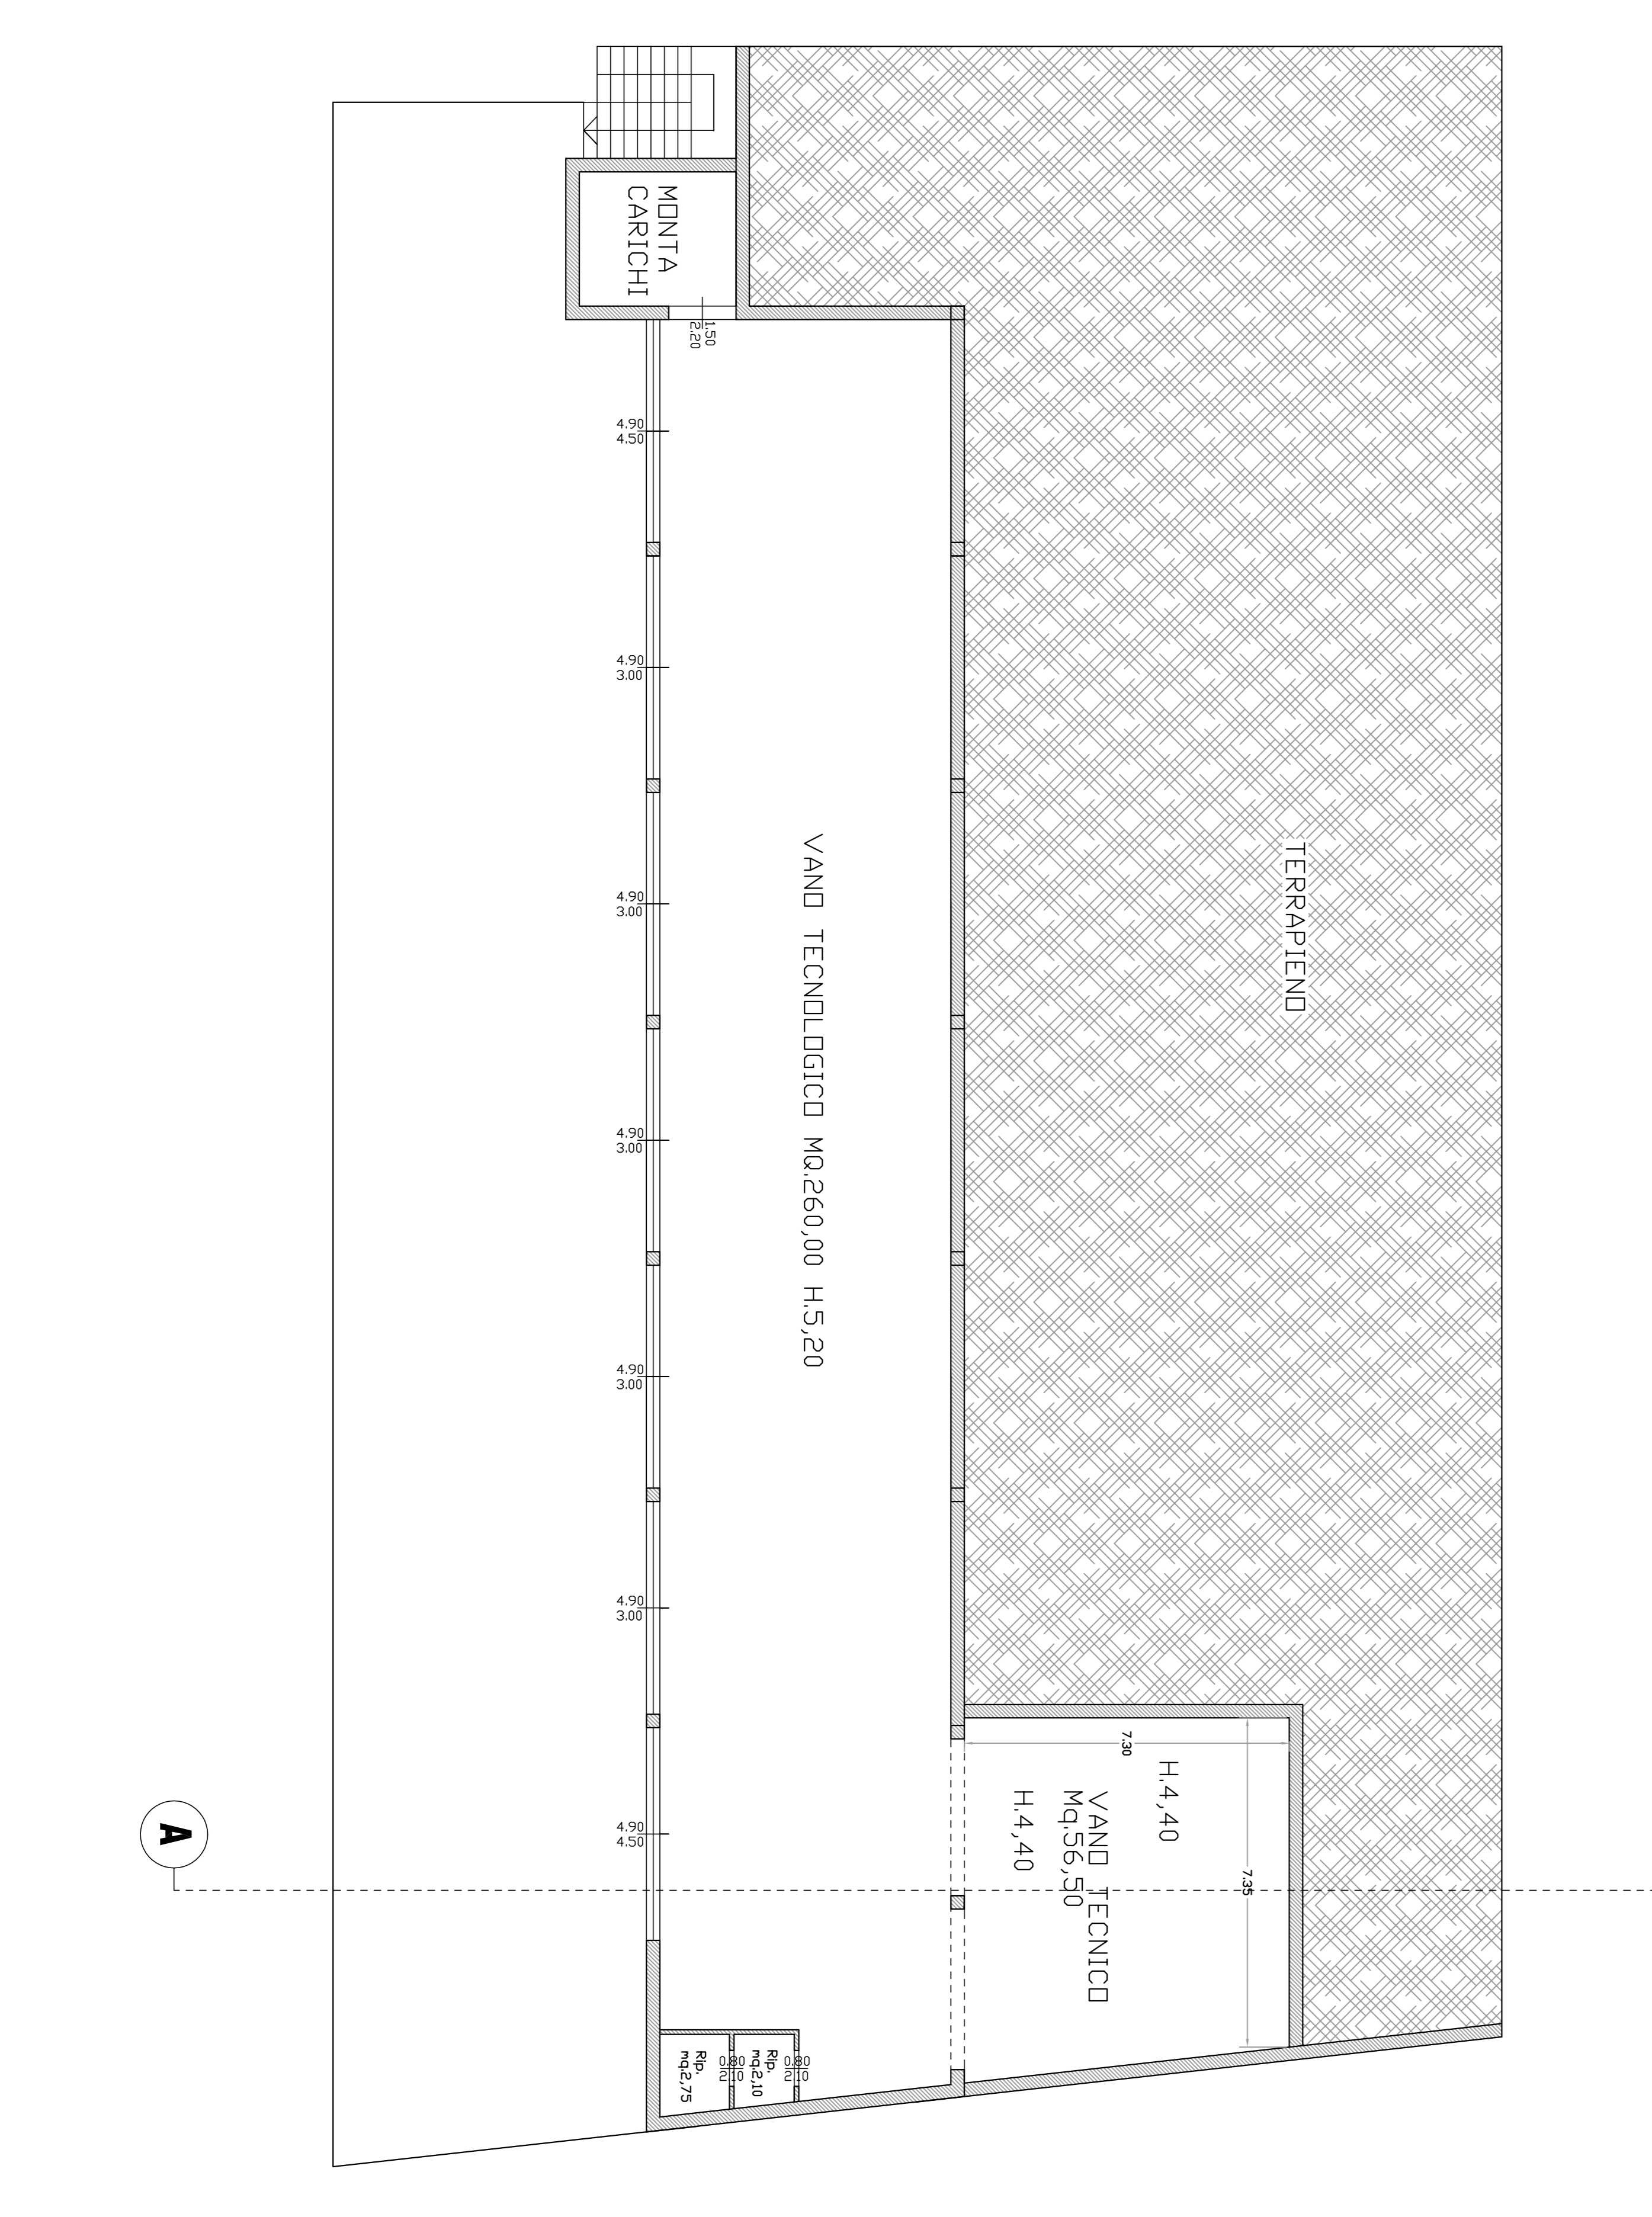 MONTA
CARICHI
1.50
2.20
4.90
4.50
4.90
3.00
4.90
3.00
4.90
3.00
4.90
3.00
4.90
3.00
4.90
4.50
VANO TECNOLOGICO MQ.260,00 H.5,20
TERRAPIENO
7.30
7.35
H.4,40
VANO TECNICO
Mq.56,50
H.4,40
A
Rip.
mq.2,75
0.80
2.10
Rip.
mq.2,10
0.80
2.10